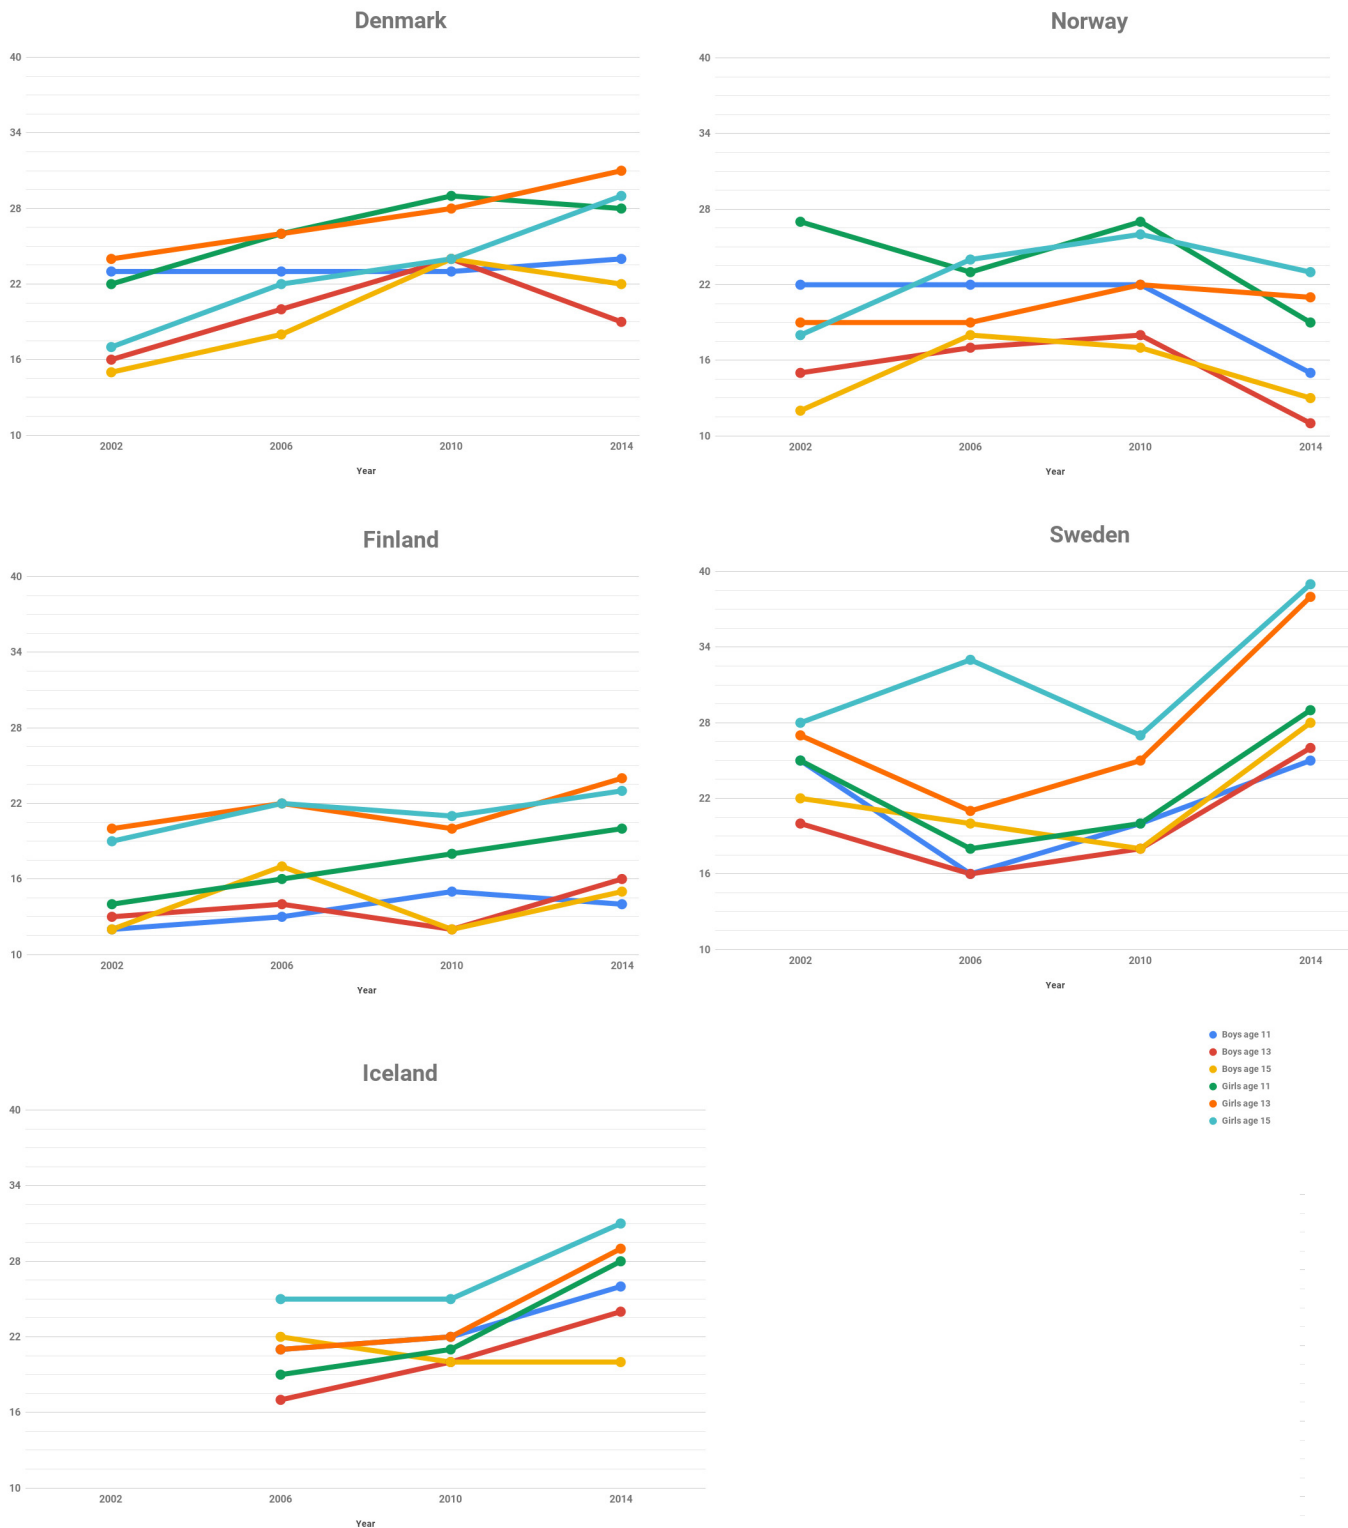 Denmark
40
34
28
22
16
10
2002 2006 2010 2014
Year
Norway
40
34
28
22
16
10
2002 2006 2010 2014
Year
Finland
40
34
28
22
16
10
2002 2006 2010 2014
Year
Sweden
40
34
28
22
16
10
2002 2006 2010 2014
Year
Boys age 11
Boys age 13
Boys age 15
Girls age 11
Girls age 13
Girls age 15
Iceland
40
34
28
22
16
10
2002 2006 2010 2014
Year